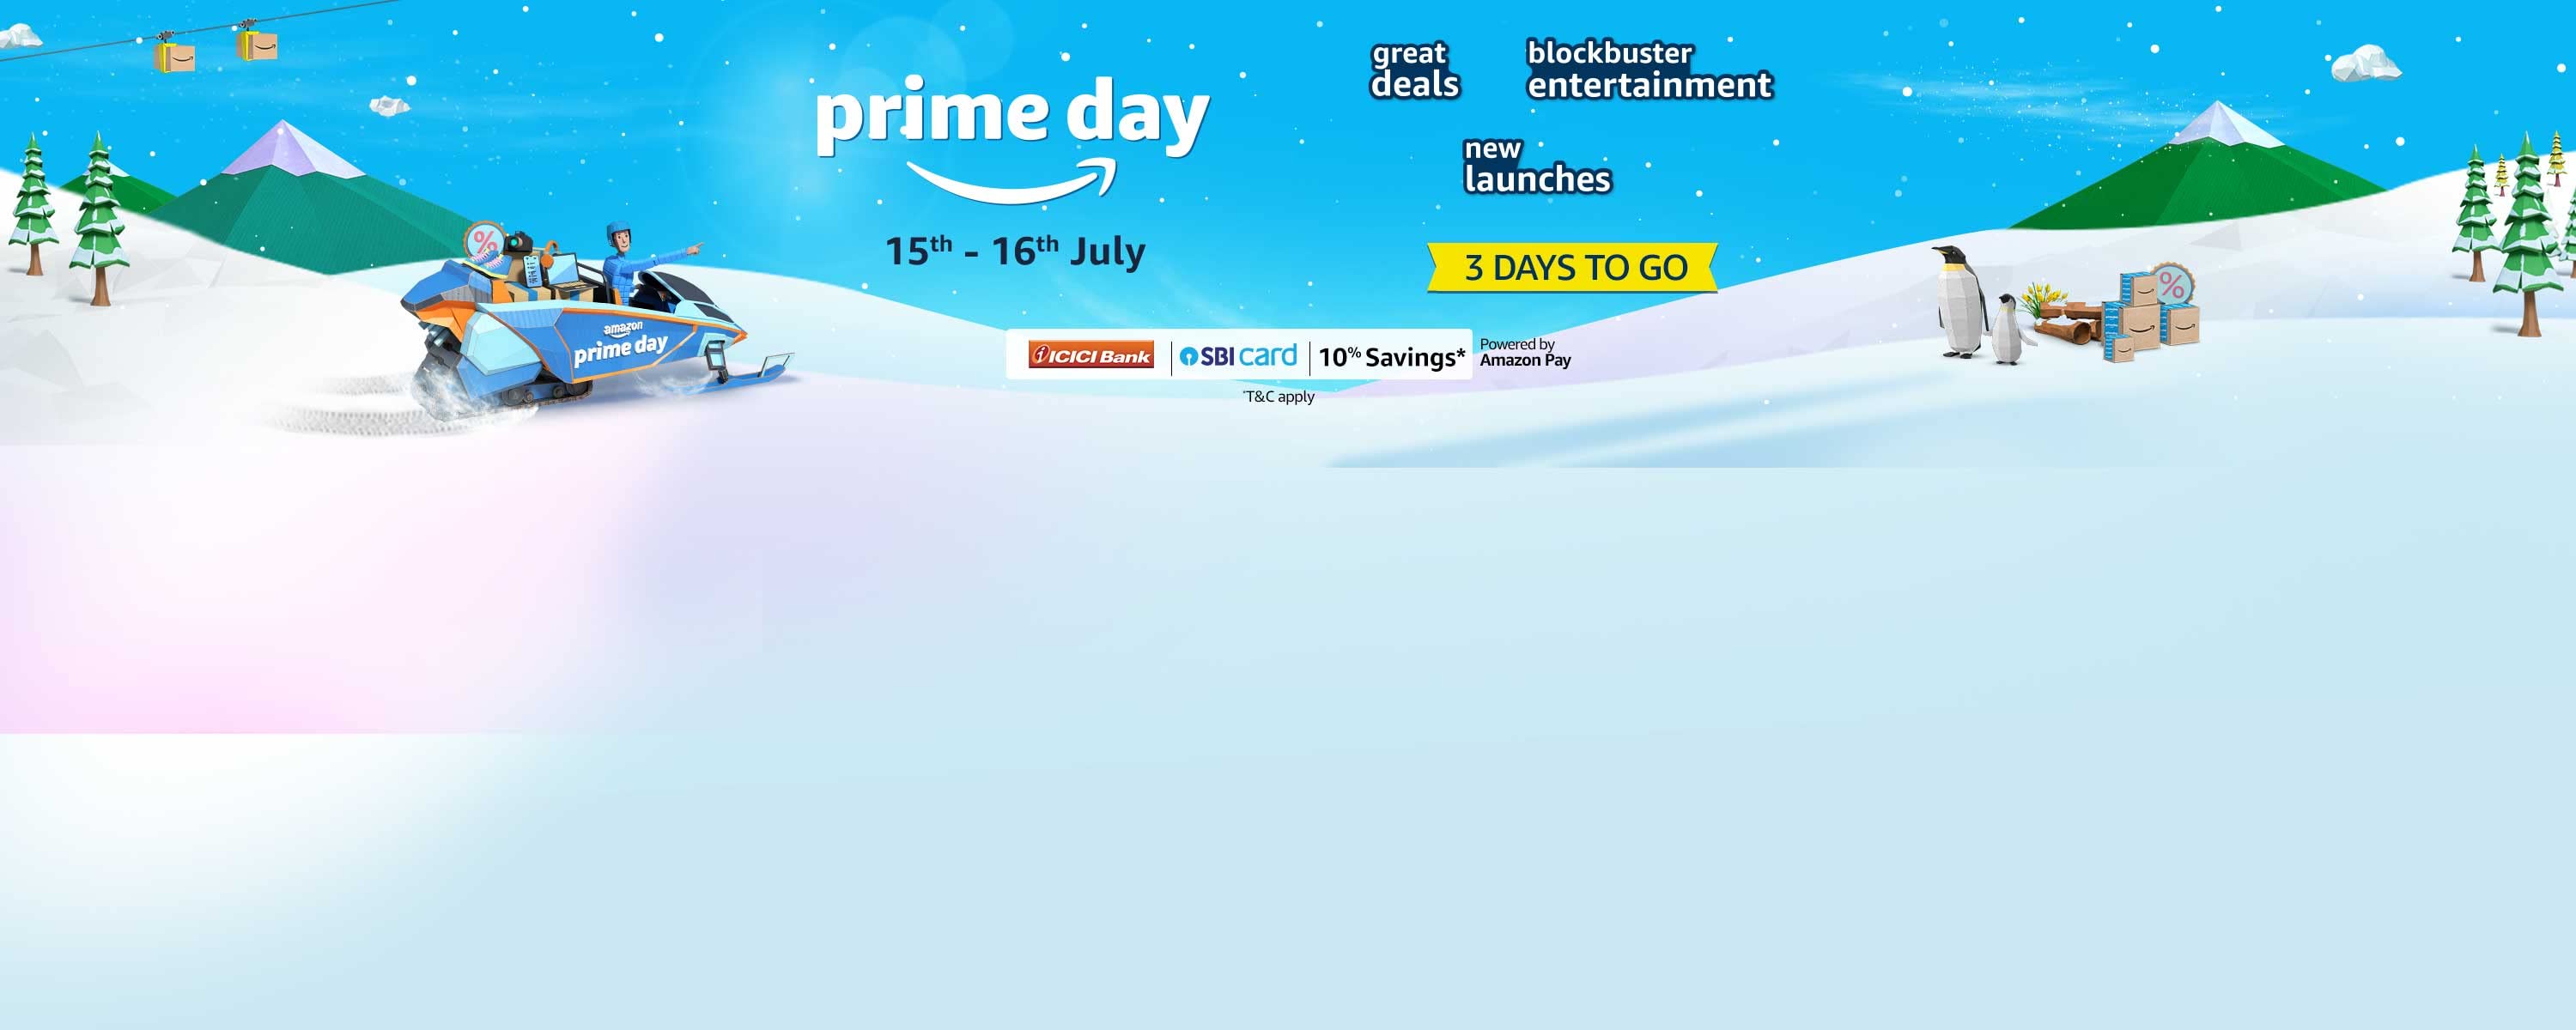 prime day
15th - 16th July
great
deals
blockbuster
entertainment
new
launches
3 DAYS TO GO
amazon
prime day
ICICI Bank
SBI card
10% Savings*
Powered by
Amazon Pay
*T&C apply
%
%